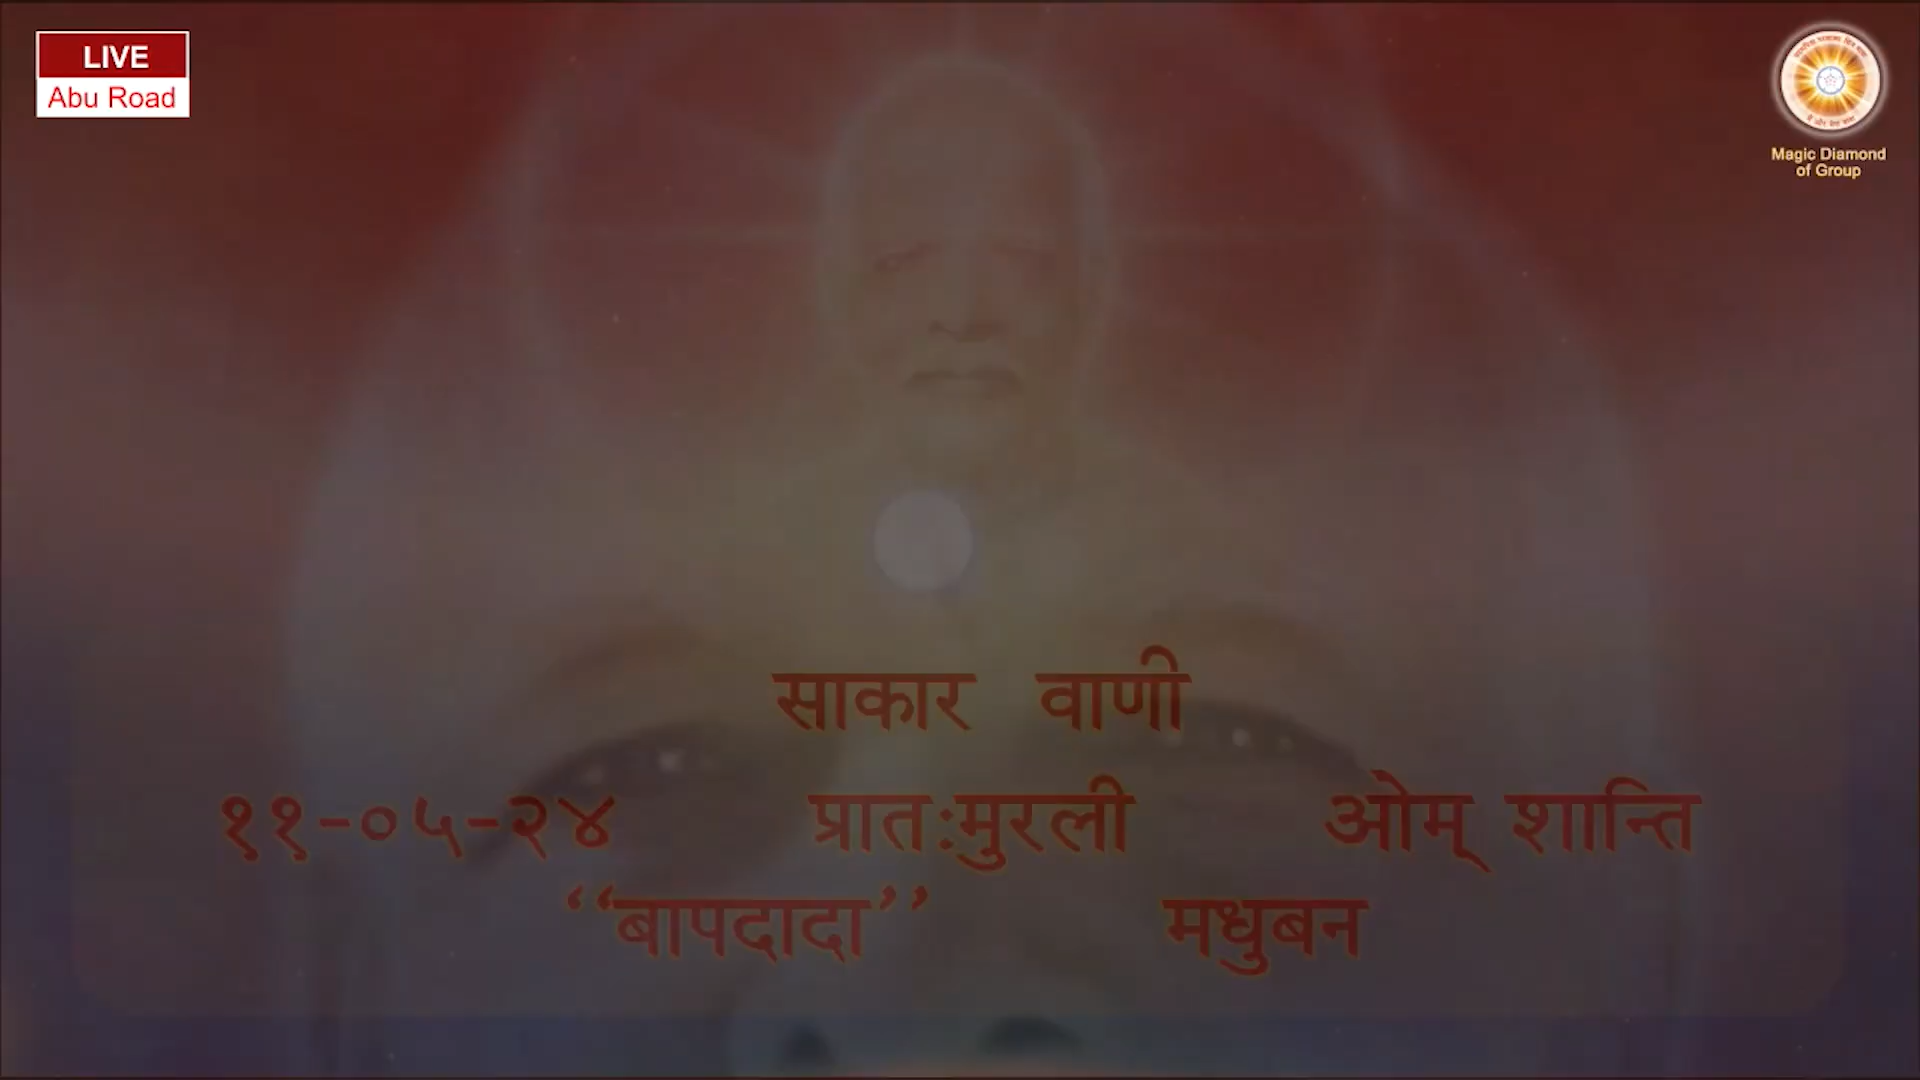 LIVE
Abu Road
Magic Diamond
of Group
साकार वाणी
११-०५-२४ प्रात:मुरली ओम् शान्ति
‘‘बापदादा’’ मधुबन